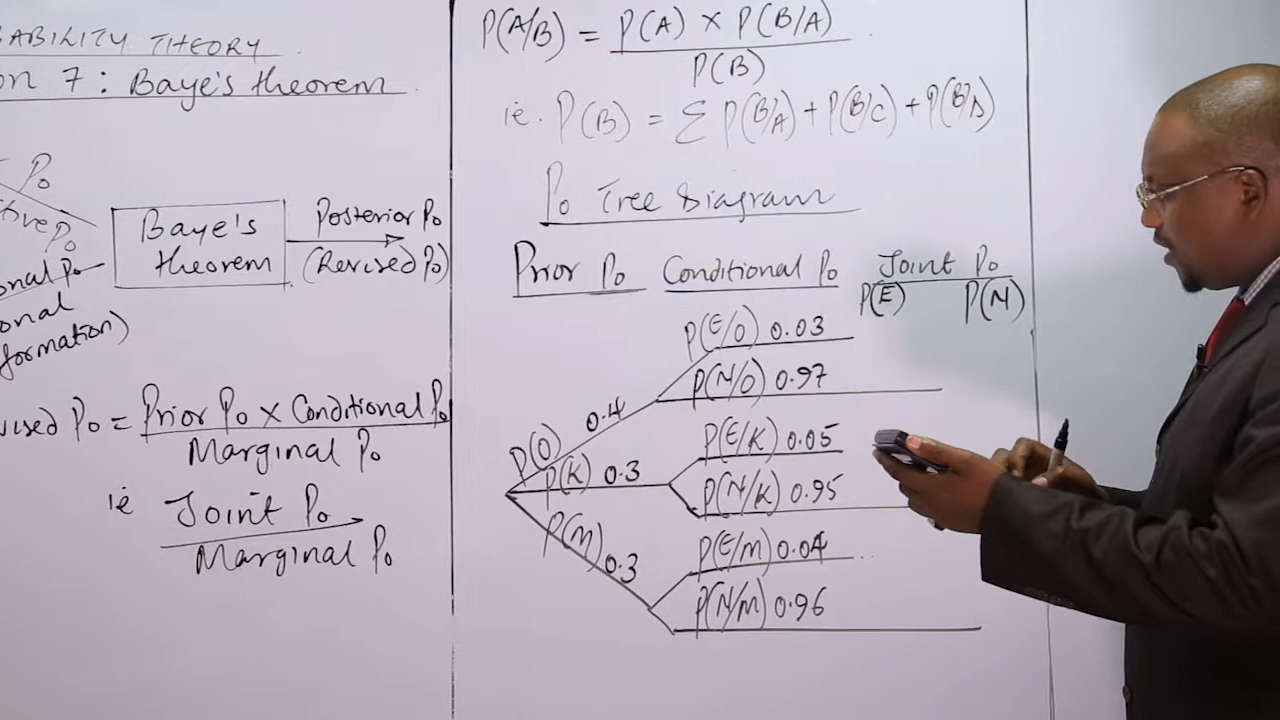 ABILITY THEORY
on 7: Baye's theorem
Po
tive Po
onal Po
onal
formation)
Baye's
theorem
Posterior Po
(Revised Po)
vised Po = Prior Po x Conditional Po
Marginal Po
ie Joint Po
Marginal Po
P(A/B) = P(A) x P(B/A)
P(B)
ie. P(B) = Σ P(B/A) + P(B/C) + P(B/D)
Po Tree Diagram
Prior Po Conditional Po Joint Po
P(E) P(N)
P(E/O) 0.03
P(N/O) 0.97
P(O) 0.4
P(E/K) 0.05
P(K) 0.3
P(N/K) 0.95
P(M) 0.3
P(E/M) 0.04
P(N/M) 0.96